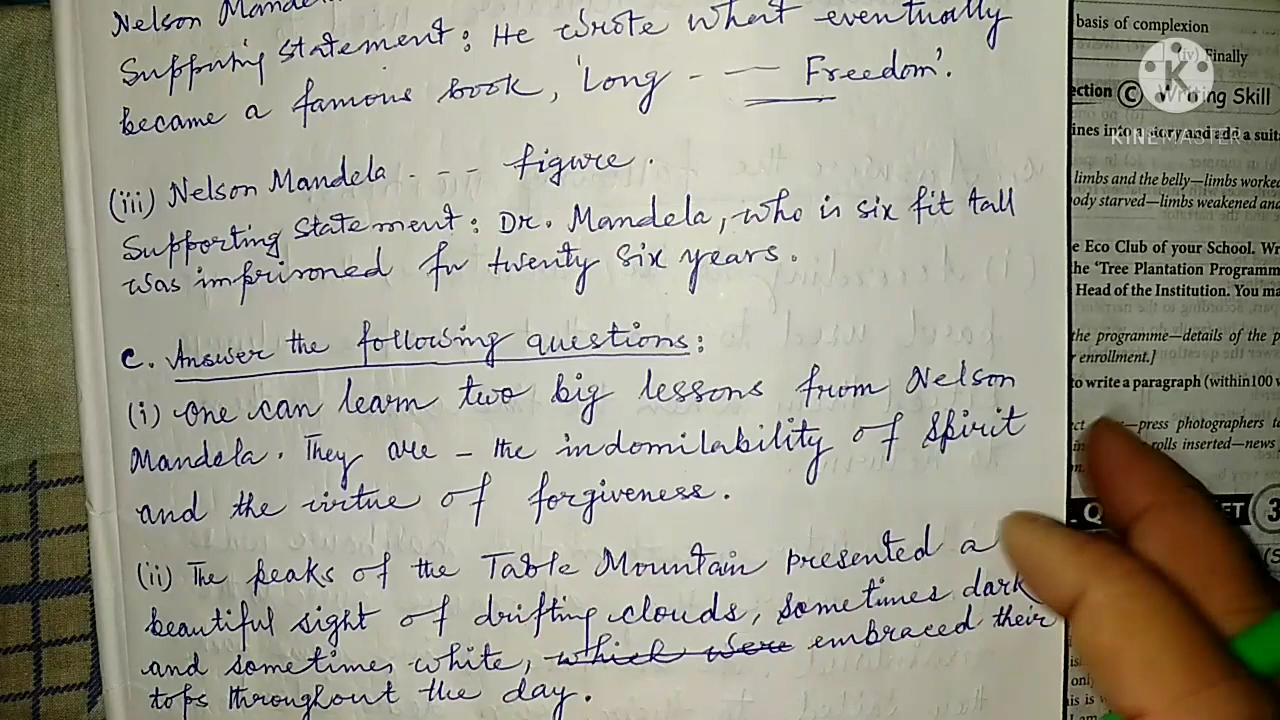 Nelson Mandela
Supporting Statement: He wrote what eventually
became a famous book, 'Long - — Freedom'.
(iii) Nelson Mandela - - - figure.
Supporting Statement: Dr. Mandela, who is six fit tall
was imprisoned for twenty six years.
C. Answer the following questions:
(i) One can learn two big lessons from Nelson
Mandela. They are – the indomilability of spirit
and the virtue of forgiveness.
(ii) The peaks of the Table Mountain presented a
beautiful sight of drifting clouds, sometimes dark
and sometimes white, which were embraced their
tops throughout the day.
basis of complexion
(iv) Finally
ection C Writing Skill
KINEMASTER
ines into a story and add a suit
limbs and the belly—limbs worked
ody starved—limbs weakened and
e Eco Club of your School. Wr
the 'Tree Plantation Programm
Head of the Institution. You ma
the programme—details of the p
enrollment.]
to write a paragraph (within 100 w
—press photographers
rolls inserted—news
3